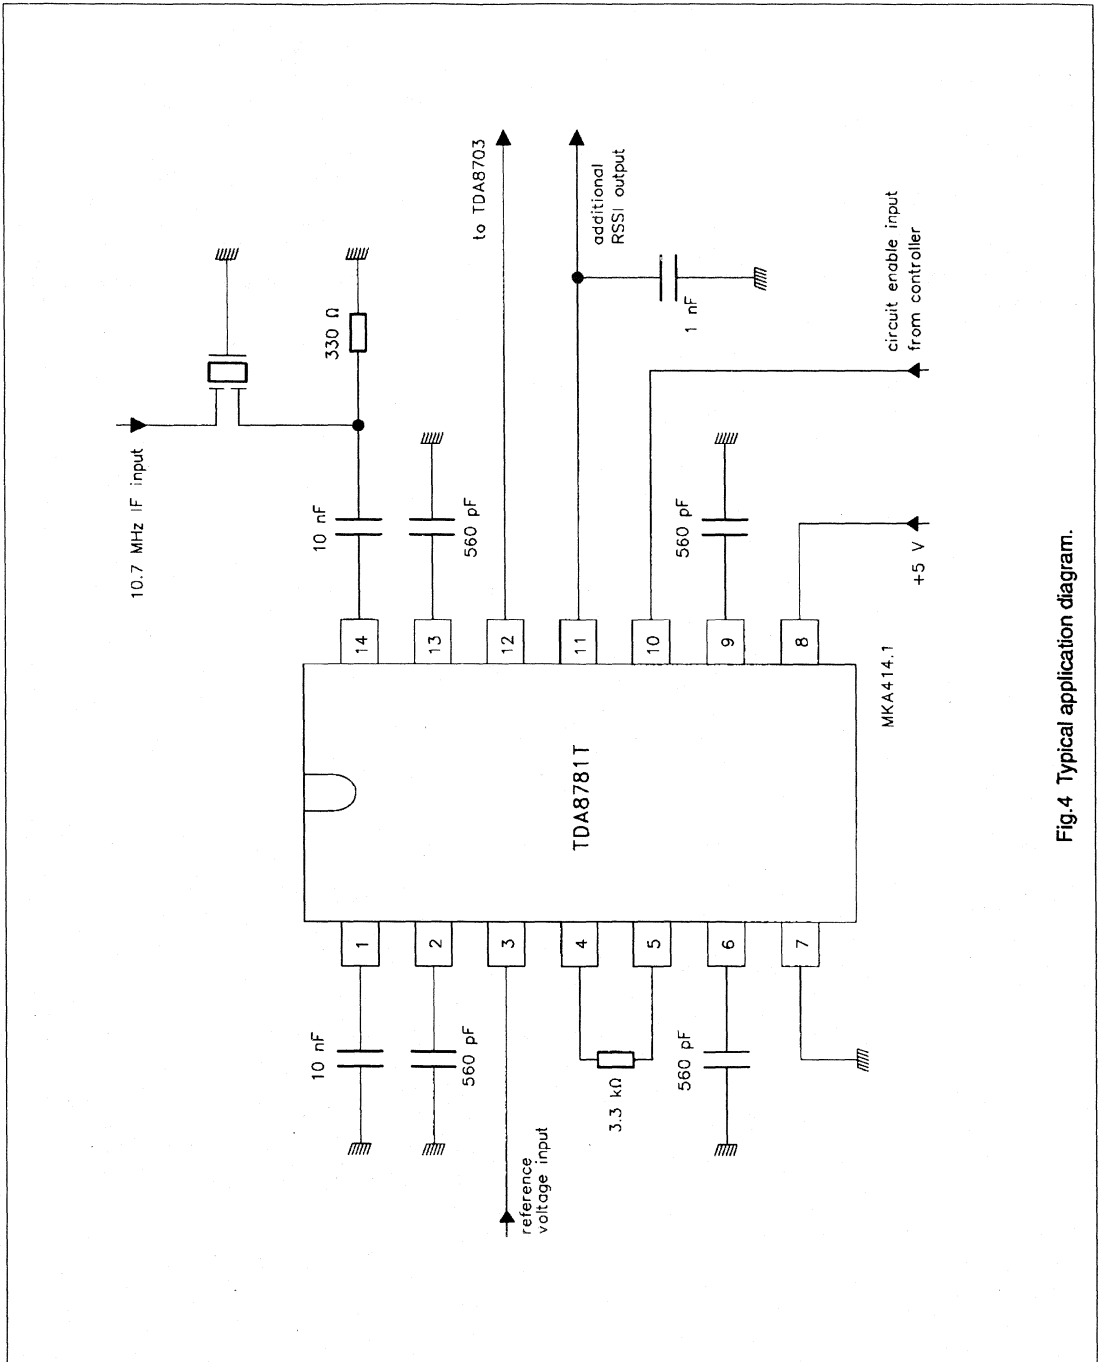 10.7 MHz IF input
330 Ω
10 nF
560 pF
to TDA8703
additional
RSSI output
1 nF
circuit enable input
from controller
560 pF
+5 V
14
13
12
11
10
9
8
MKA414.1
TDA8781T
1
2
3
4
5
6
7
10 nF
560 pF
reference
voltage input
3.3 kΩ
560 pF
Fig.4 Typical application diagram.